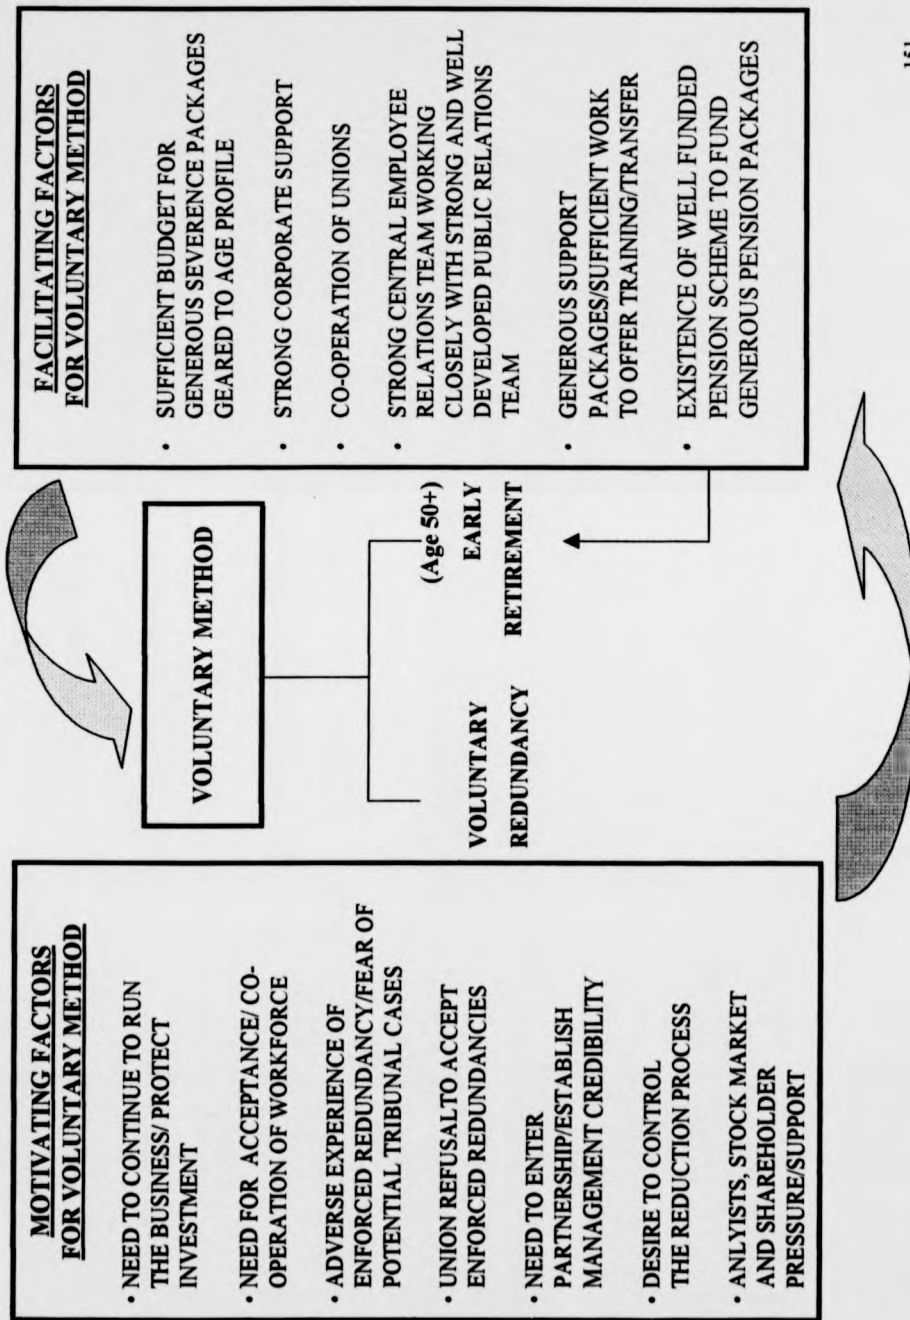 MOTIVATING FACTORS
FOR VOLUNTARY METHOD
• NEED TO CONTINUE TO RUN
THE BUSINESS/ PROTECT
INVESTMENT
• NEED FOR ACCEPTANCE/ CO-
OPERATION OF WORKFORCE
• ADVERSE EXPERIENCE OF
ENFORCED REDUNDANCY/FEAR OF
POTENTIAL TRIBUNAL CASES
• UNION REFUSALTO ACCEPT
ENFORCED REDUNDANCIES
• NEED TO ENTER
PARTNERSHIP/ESTABLISH
MANAGEMENT CREDIBILITY
• DESIRE TO CONTROL
THE REDUCTION PROCESS
• ANLYISTS, STOCK MARKET
AND SHAREHOLDER
PRESSURE/SUPPORT
VOLUNTARY METHOD
VOLUNTARY
REDUNDANCY
(Age 50+)
EARLY
RETIREMENT
FACILITATING FACTORS
FOR VOLUNTARY METHOD
• SUFFICIENT BUDGET FOR
GENEROUS SEVERENCE PACKAGES
GEARED TO AGE PROFILE
• STRONG CORPORATE SUPPORT
• CO-OPERATION OF UNIONS
• STRONG CENTRAL EMPLOYEE
RELATIONS TEAM WORKING
CLOSELY WITH STRONG AND WELL
DEVELOPED PUBLIC RELATIONS
TEAM
• GENEROUS SUPPORT
PACKAGES/SUFFICIENT WORK
TO OFFER TRAINING/TRANSFER
• EXISTENCE OF WELL FUNDED
PENSION SCHEME TO FUND
GENEROUS PENSION PACKAGES